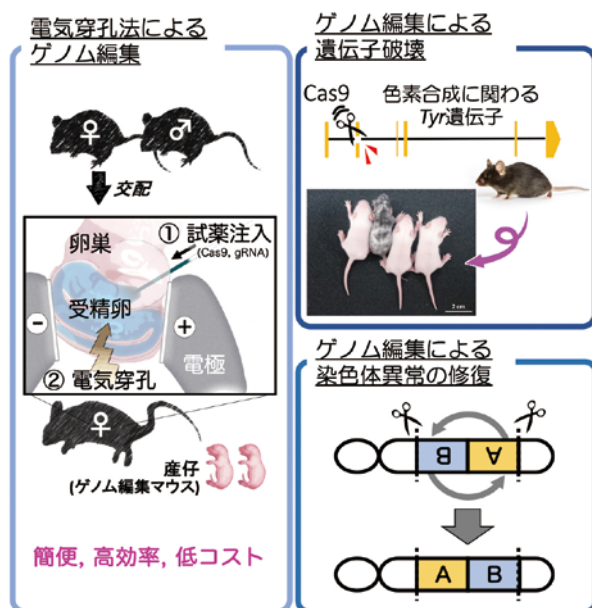 電気穿孔法による
ゲノム編集
♀
♂
交配
卵巣
① 試薬注入
(Cas9, gRNA)
受精卵
−
+
電極
② 電気穿孔
♀
産仔
(ゲノム編集マウス)
簡便, 高効率, 低コスト
ゲノム編集による
遺伝子破壊
Cas9
色素合成に関わる
Tyr遺伝子
2 cm
ゲノム編集による
染色体異常の修復
B
A
A
B